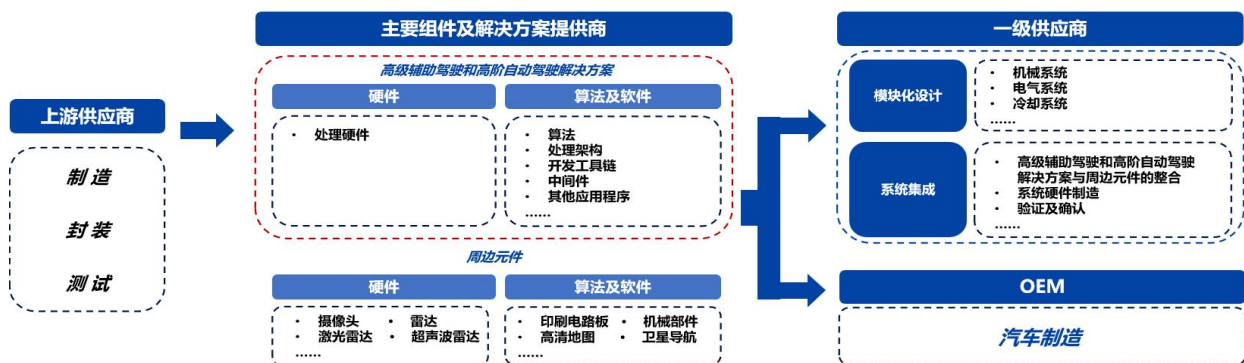 上游供应商
制 造
封 装
测 试
主要组件及解决方案提供商
高级辅助驾驶和高阶自动驾驶解决方案
硬件
• 处理硬件
算法及软件
• 算法
• 处理架构
• 开发工具链
• 中间件
• 其他应用程序
......
周边元件
硬件
• 摄像头 • 雷达
• 激光雷达 • 超声波雷达
......
算法及软件
• 印刷电路板 • 机械部件
• 高清地图 • 卫星导航
......
一级供应商
模块化设计
• 机械系统
• 电气系统
• 冷却系统
......
系统集成
• 高级辅助驾驶和高阶自动驾驶
解决方案与周边元件的整合
• 系统硬件制造
• 验证及确认
......
OEM
汽车制造